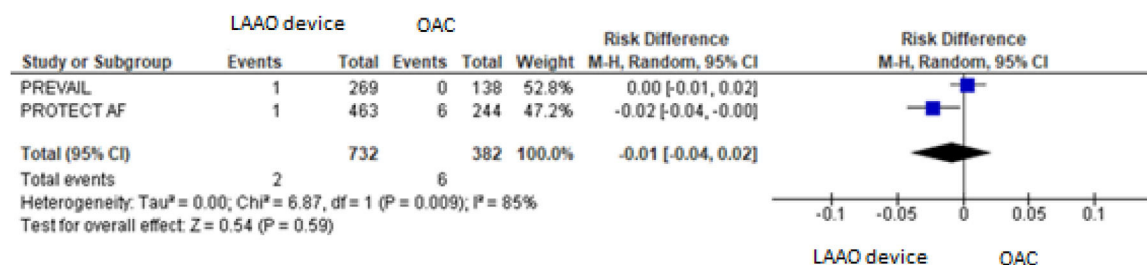 LAAO device OAC
Risk Difference Risk Difference
Study or Subgroup Events Total Events Total Weight M-H, Random, 95% CI M-H, Random, 95% CI
PREVAIL 1 269 0 138 52.8% 0.00 [-0.01, 0.02]
PROTECT AF 1 463 6 244 47.2% -0.02 [-0.04, -0.00]
Total (95% CI) 732 382 100.0% -0.01 [-0.04, 0.02]
Total events 2 6
Heterogeneity: Tau² = 0.00; Chi² = 6.87, df = 1 (P = 0.009); I² = 85%
Test for overall effect: Z = 0.54 (P = 0.59)
-0.1 -0.05 0 0.05 0.1
LAAO device OAC